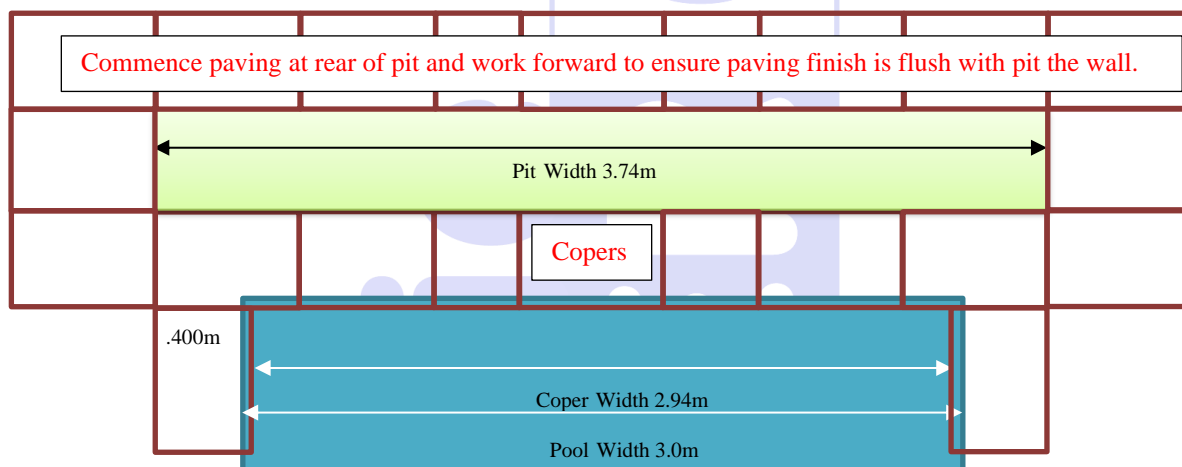 Commence paving at rear of pit and work forward to ensure paving finish is flush with pit the wall.
Pit Width 3.74m
Copers
.400m
Coper Width 2.94m
Pool Width 3.0m